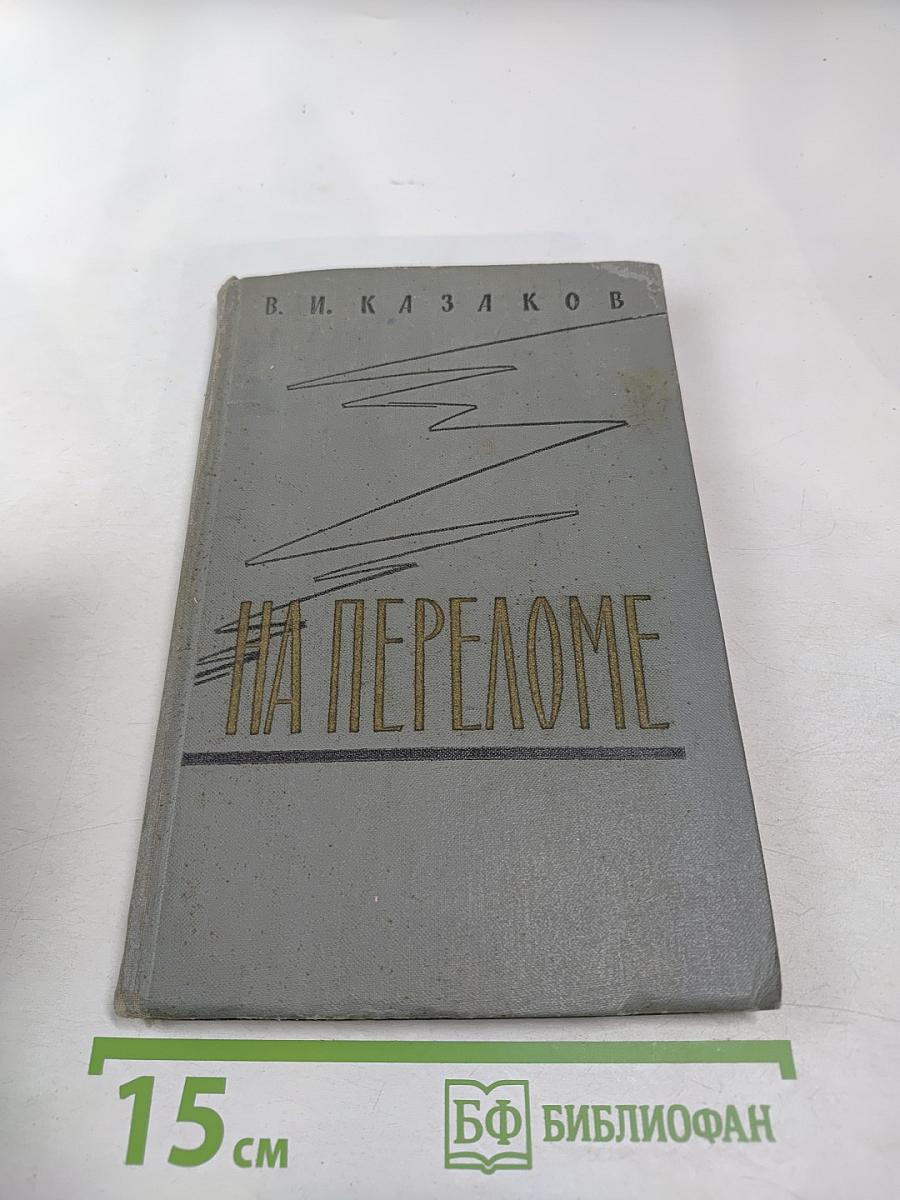 В. И. КАЗАКОВ
НА ПЕРЕЛОМЕ
15 см
БФ БИБЛИОФАН